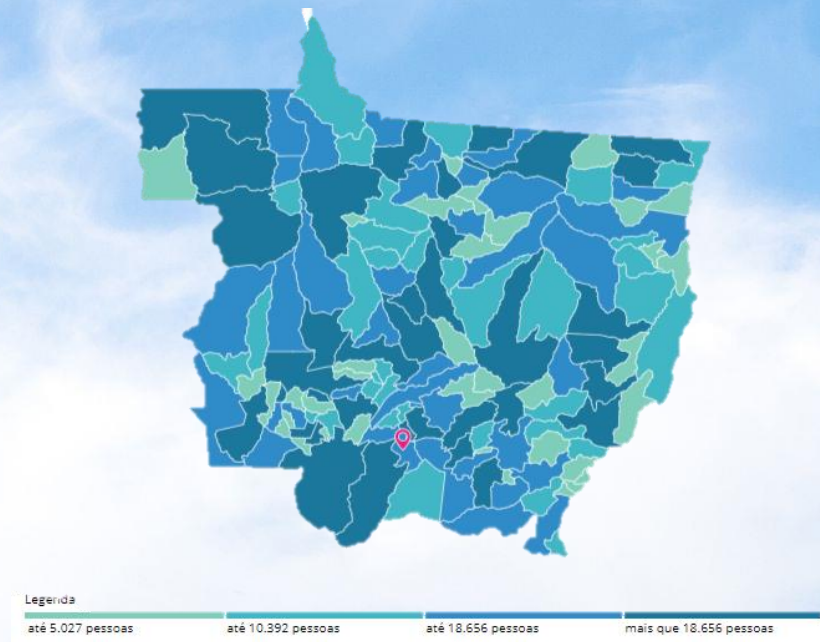 Legenda
até 5.027 pessoas
até 10.392 pessoas
até 18.656 pessoas
mais que 18.656 pessoas